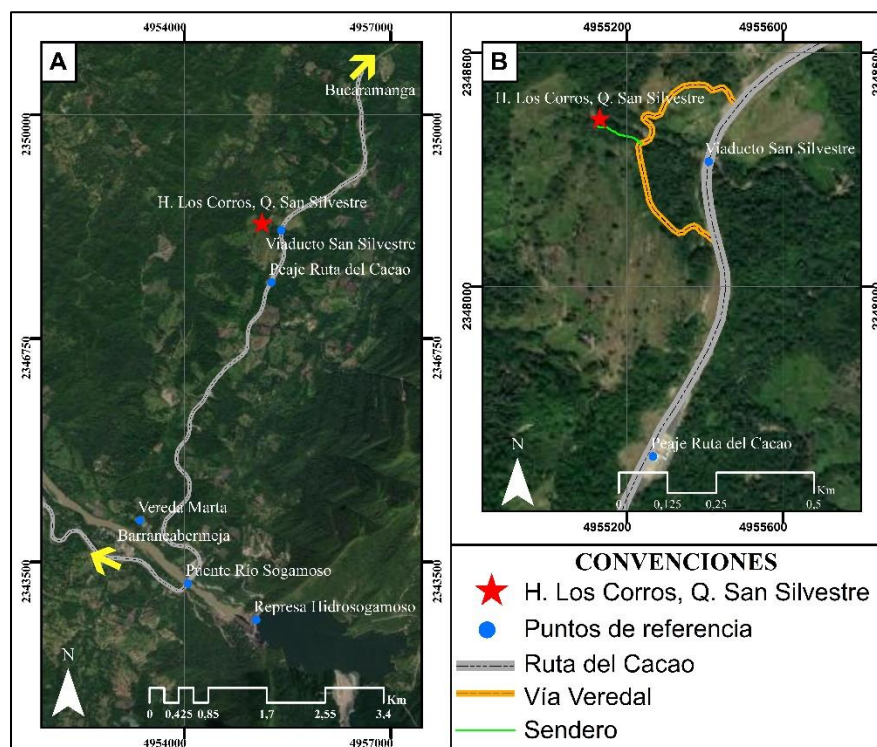 4954000
4957000
A
Bucaramanga
2350000
2350000
H. Los Corros, Q. San Silvestre
Viaducto San Silvestre
Peaje Ruta del Cacao
2346750
2346750
Vereda Marta
Barrancabermeja
2343500
2343500
Puente Río Sogamoso
Represa Hidrosogamoso
N
Km
0 0,425 0,85 1,7 2,55 3,4
4954000
4957000
4955200
4955600
B
2348600
2348600
H. Los Corros, Q. San Silvestre
Viaducto San Silvestre
2348000
2348000
Peaje Ruta del Cacao
N
Km
0 0,125 0,25 0,5
4955200
4955600
CONVENCIONES
H. Los Corros, Q. San Silvestre
Puntos de referencia
Ruta del Cacao
Vía Veredal
Sendero